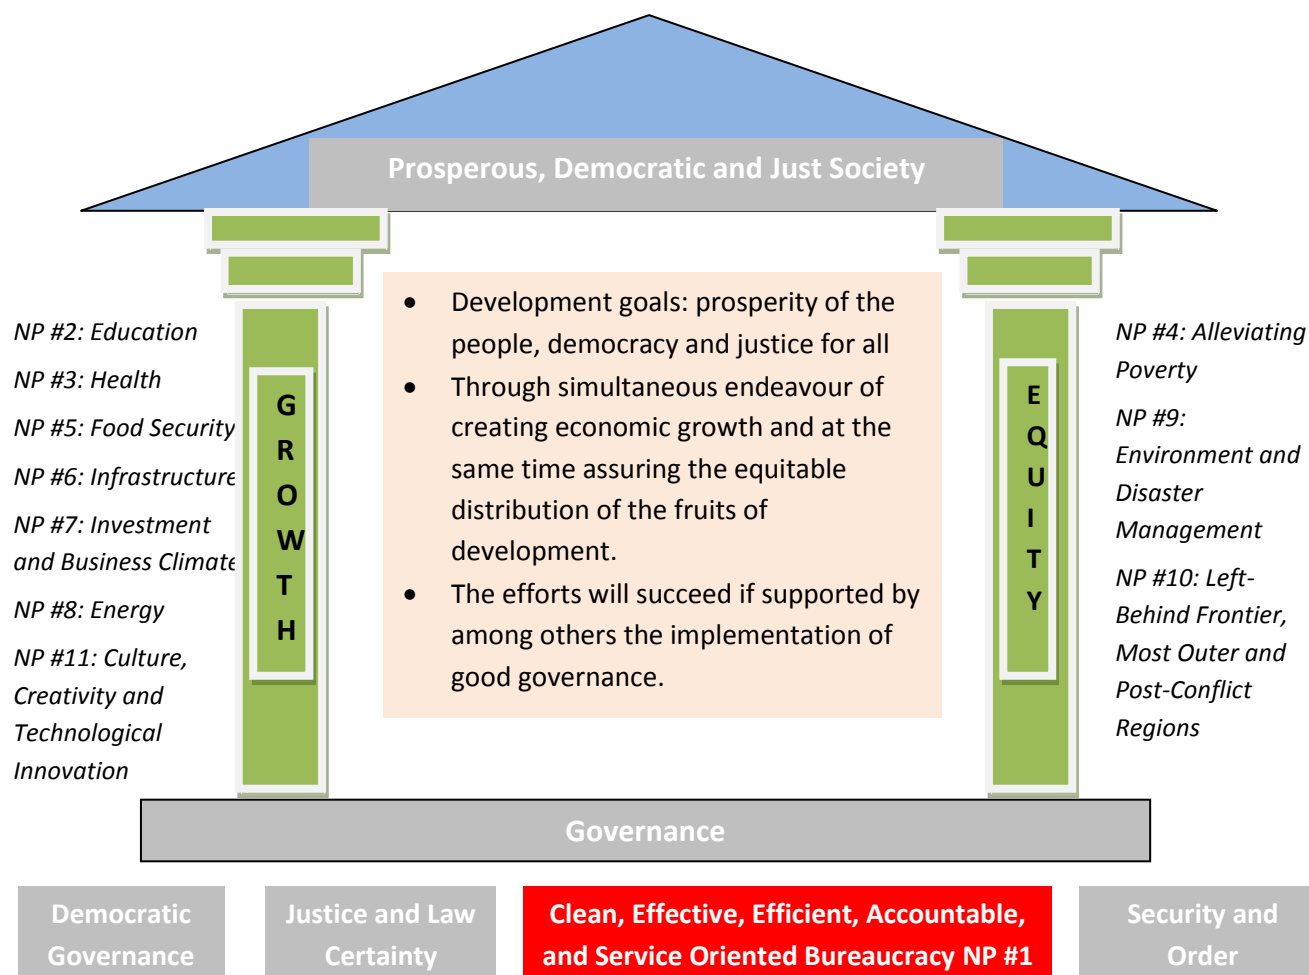 Prosperous, Democratic and Just Society
NP #2: Education
NP #3: Health
NP #5: Food Security
NP #6: Infrastructure
NP #7: Investment
and Business Climate
NP #8: Energy
NP #11: Culture,
Creativity and
Technological
Innovation
G
R
O
W
T
H
• Development goals: prosperity of the
people, democracy and justice for all
• Through simultaneous endeavour of
creating economic growth and at the
same time assuring the equitable
distribution of the fruits of
development.
• The efforts will succeed if supported by
among others the implementation of
good governance.
E
Q
U
I
T
Y
NP #4: Alleviating
Poverty
NP #9:
Environment and
Disaster
Management
NP #10: Left-
Behind Frontier,
Most Outer and
Post-Conflict
Regions
Governance
Democratic
Governance
Justice and Law
Certainty
Clean, Effective, Efficient, Accountable,
and Service Oriented Bureaucracy NP #1
Security and
Order